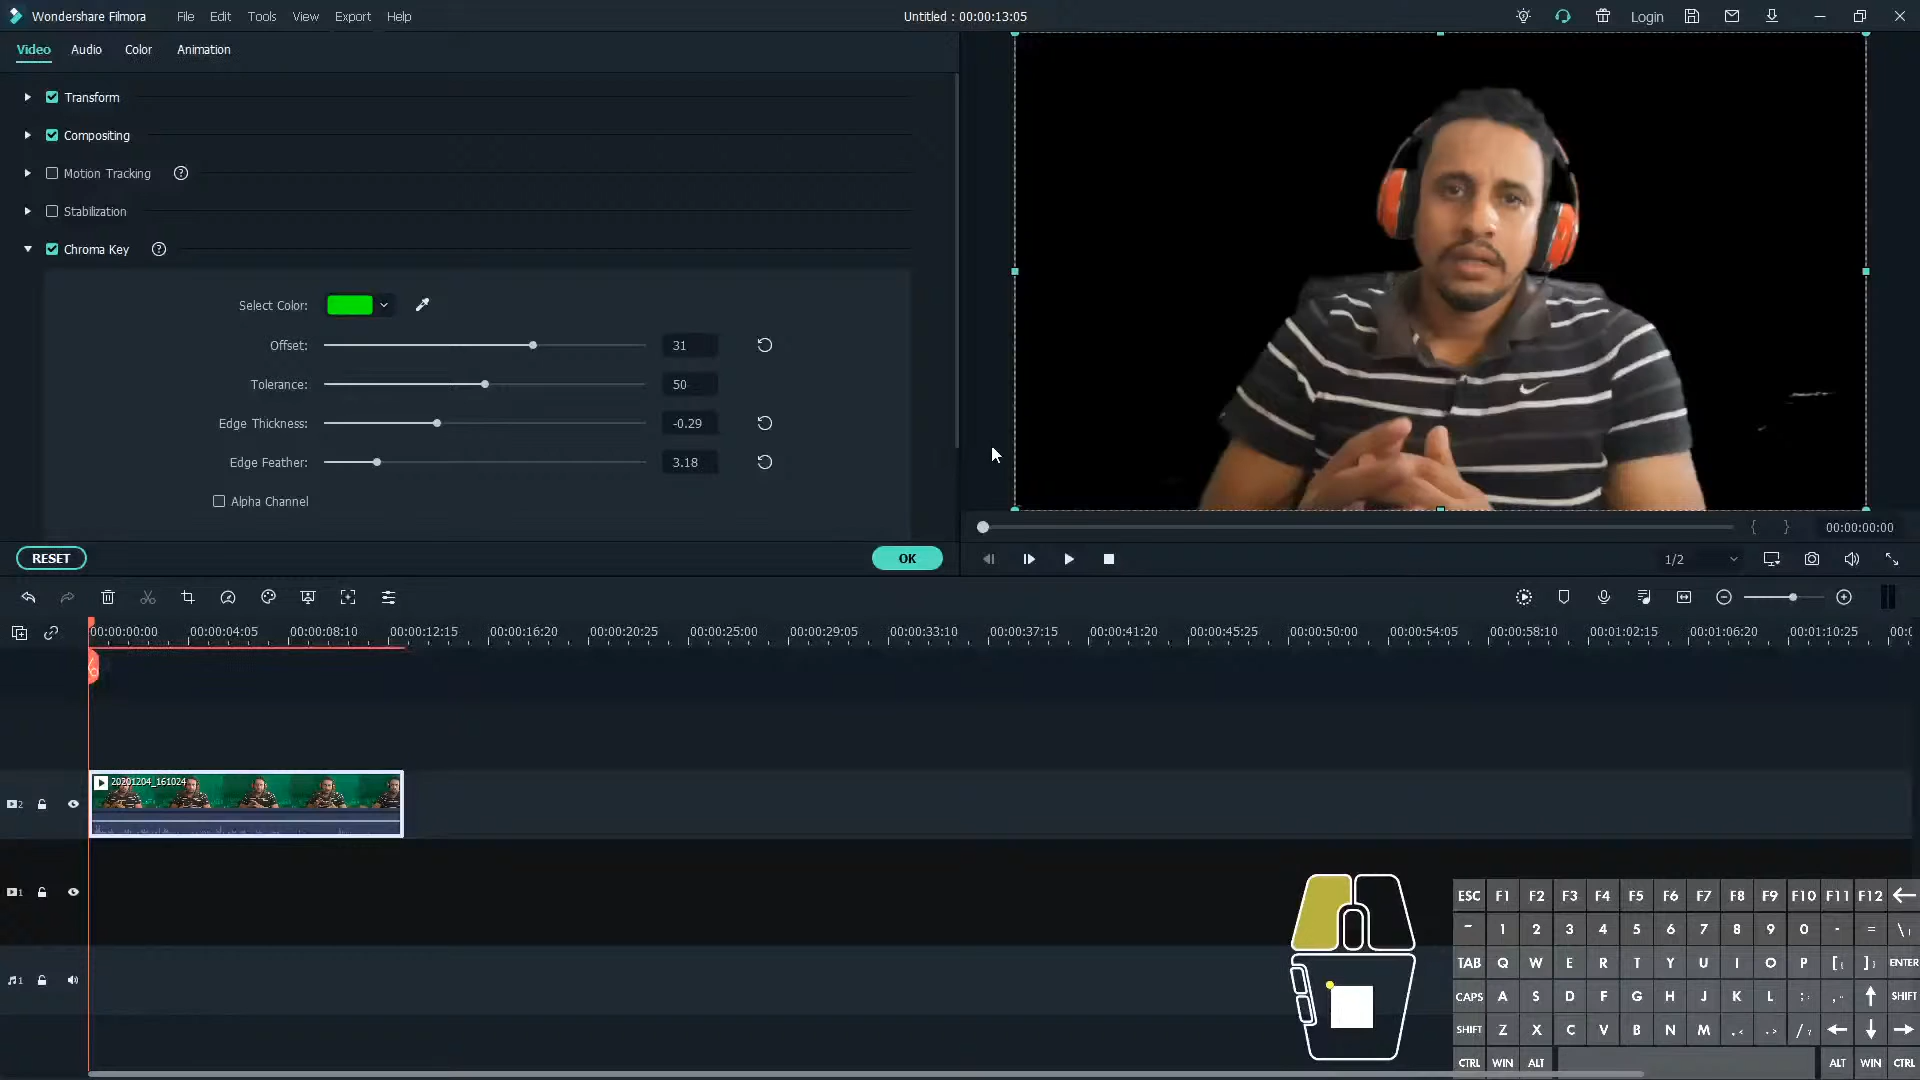 Wondershare Filmora File Edit Tools View Export Help Untitled : 00:00:13:05 Login
Video Audio Color Animation
Transform
Compositing
Motion Tracking ?
Stabilization
Chroma Key ?
Select Color:
Offset: 31
Tolerance: 50
Edge Thickness: -0.29
Edge Feather: 3.18
Alpha Channel
{ } 00:00:00:00
RESET OK 1/2
00:00:00:00 00:00:04:05 00:00:08:10 00:00:12:15 00:00:16:20 00:00:20:25 00:00:25:00 00:00:29:05 00:00:33:10 00:00:37:15 00:00:41:20 00:00:45:25 00:00:50:00 00:00:54:05 00:00:58:10 00:01:02:15 00:01:06:20 00:01:10:25
20201204_161024
2
1
1
ESC F1 F2 F3 F4 F5 F6 F7 F8 F9 F10 F11 F12 ←
~ 1 2 3 4 5 6 7 8 9 0 - = \
TAB Q W E R T Y U I O P [ ] ENTER
CAPS A S D F G H J K L ; ↑ SHIFT
SHIFT Z X C V B N M / ? ← ↓ →
CTRL WIN ALT ALT WIN CTRL